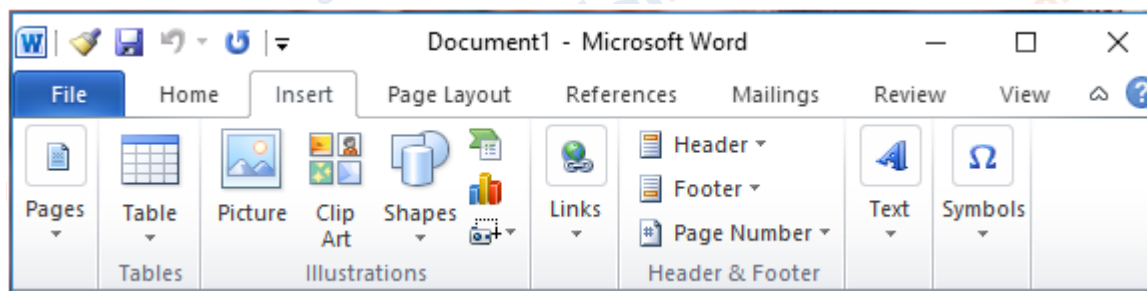 W Document1 - Microsoft Word
File Home Insert Page Layout References Mailings Review View ?
Pages Table Picture Clip Art Shapes Links Header Text Ω Symbols
Footer
# Page Number
Tables Illustrations Header & Footer